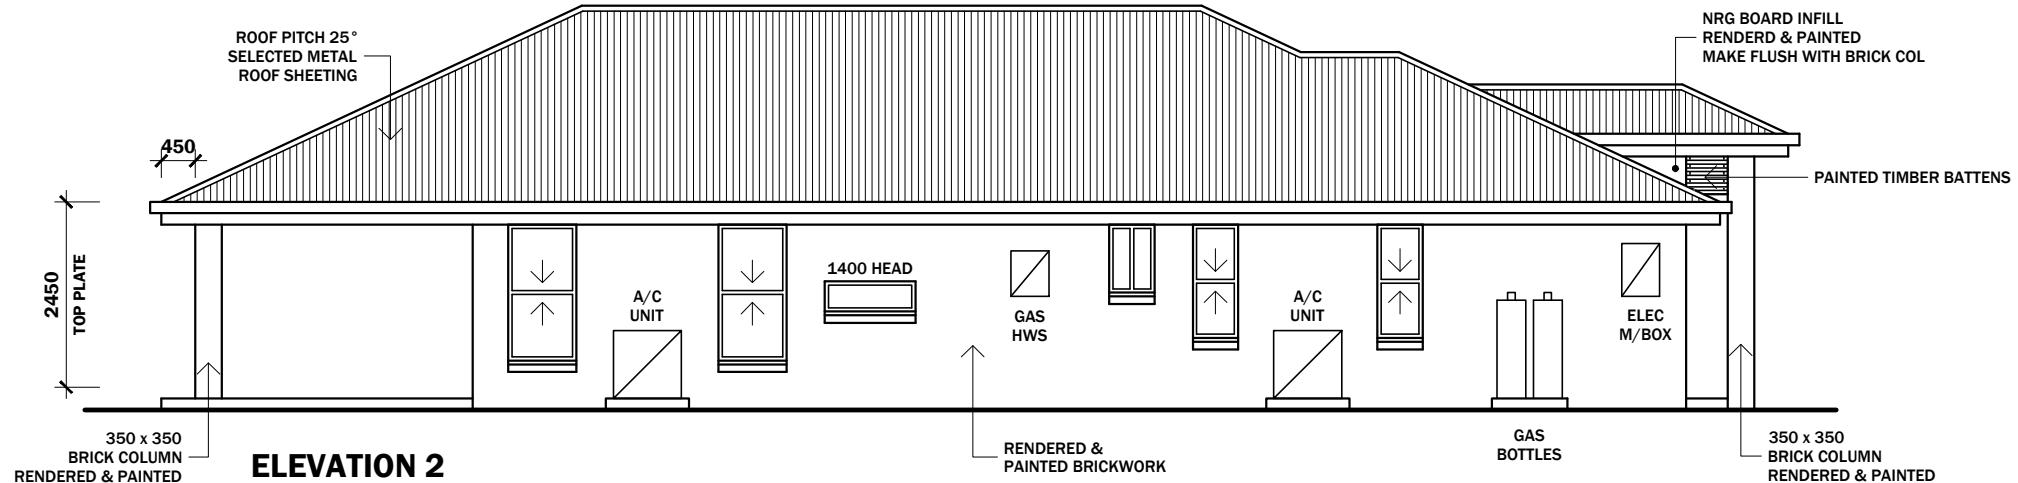 ROOF PITCH 25°
SELECTED METAL
ROOF SHEETING
NRG BOARD INFILL
RENDERD & PAINTED
MAKE FLUSH WITH BRICK COL
450
PAINTED TIMBER BATTENS
2450
TOP PLATE
1400 HEAD
A/C
UNIT
GAS
HWS
A/C
UNIT
ELEC
M/BOX
350 x 350
BRICK COLUMN
RENDERED & PAINTED
ELEVATION 2
RENDERED &
PAINTED BRICKWORK
GAS
BOTTLES
350 x 350
BRICK COLUMN
RENDERED & PAINTED